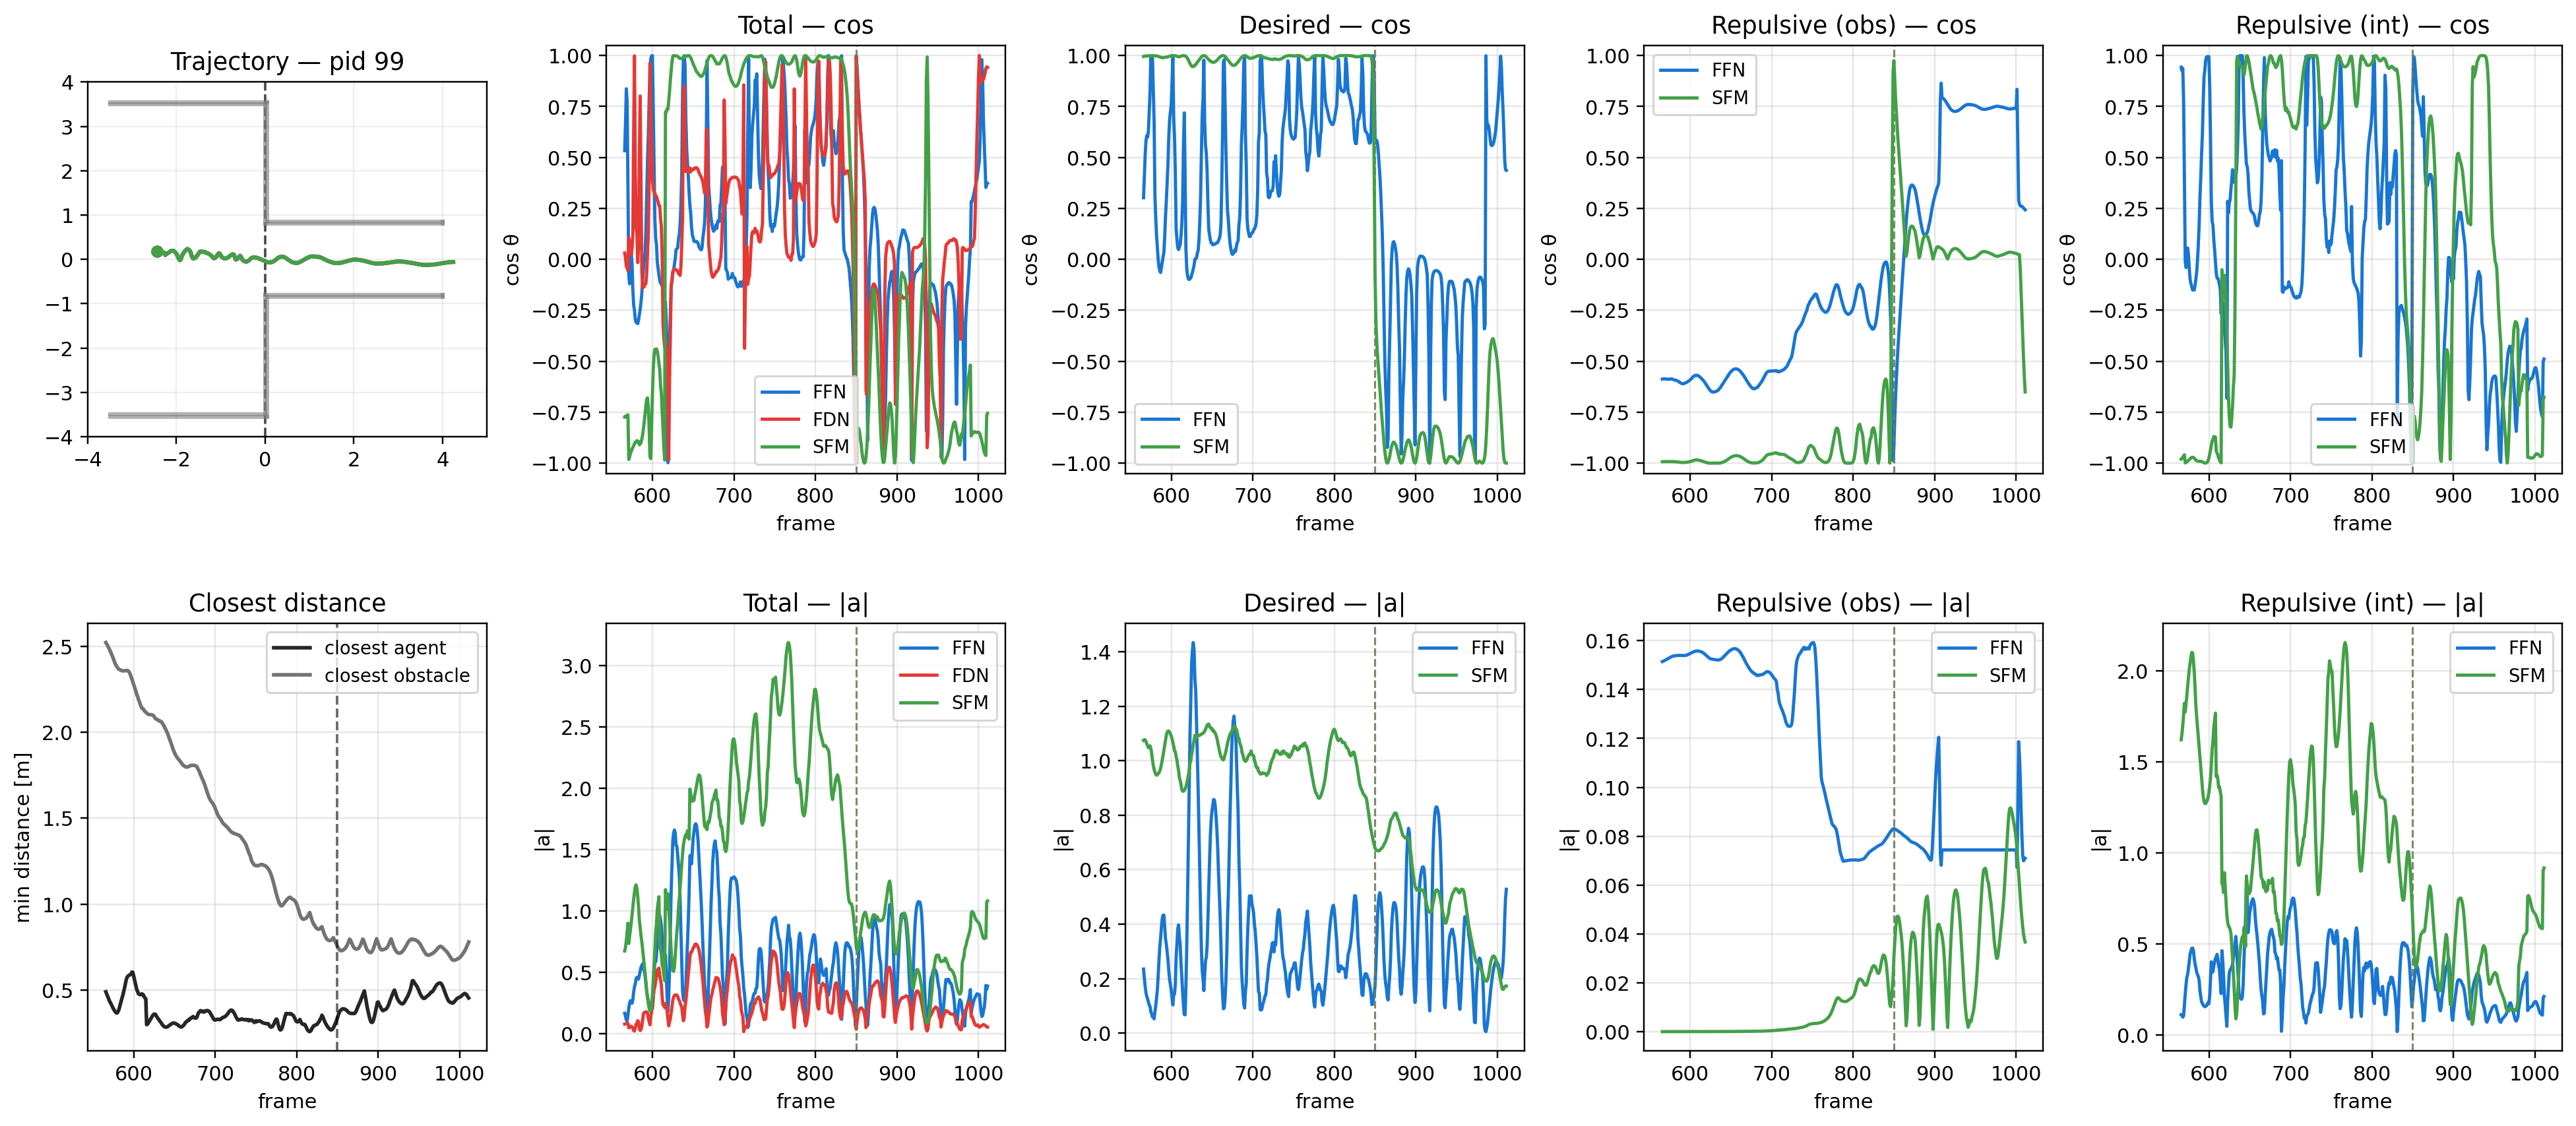 Trajectory — pid 99
4
3
2
1
0
−1
−2
−3
−4
−4 −2 0 2 4
Total — cos
cos θ
1.00
0.75
0.50
0.25
0.00
−0.25
−0.50
−0.75
−1.00
FFN
FDN
SFM
600 700 800 900 1000
frame
Desired — cos
cos θ
1.00
0.75
0.50
0.25
0.00
−0.25
−0.50
−0.75
−1.00
FFN
SFM
600 700 800 900 1000
frame
Repulsive (obs) — cos
cos θ
1.00
0.75
0.50
0.25
0.00
−0.25
−0.50
−0.75
−1.00
FFN
SFM
600 700 800 900 1000
frame
Repulsive (int) — cos
cos θ
1.00
0.75
0.50
0.25
0.00
−0.25
−0.50
−0.75
−1.00
FFN
SFM
600 700 800 900 1000
frame
Closest distance
min distance [m]
2.5
2.0
1.5
1.0
0.5
closest agent
closest obstacle
600 700 800 900 1000
frame
Total — |a|
|a|
3.0
2.5
2.0
1.5
1.0
0.5
0.0
FFN
FDN
SFM
600 700 800 900 1000
frame
Desired — |a|
|a|
1.4
1.2
1.0
0.8
0.6
0.4
0.2
0.0
FFN
SFM
600 700 800 900 1000
frame
Repulsive (obs) — |a|
|a|
0.16
0.14
0.12
0.10
0.08
0.06
0.04
0.02
0.00
FFN
SFM
600 700 800 900 1000
frame
Repulsive (int) — |a|
|a|
2.0
1.5
1.0
0.5
0.0
FFN
SFM
600 700 800 900 1000
frame